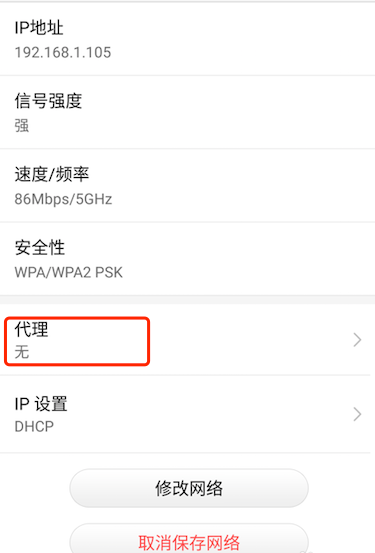 IP地址
192.168.1.105
信号强度
强
速度/频率
86Mbps/5GHz
安全性
WPA/WPA2 PSK
代理
无
IP 设置
DHCP
修改网络
取消保存网络